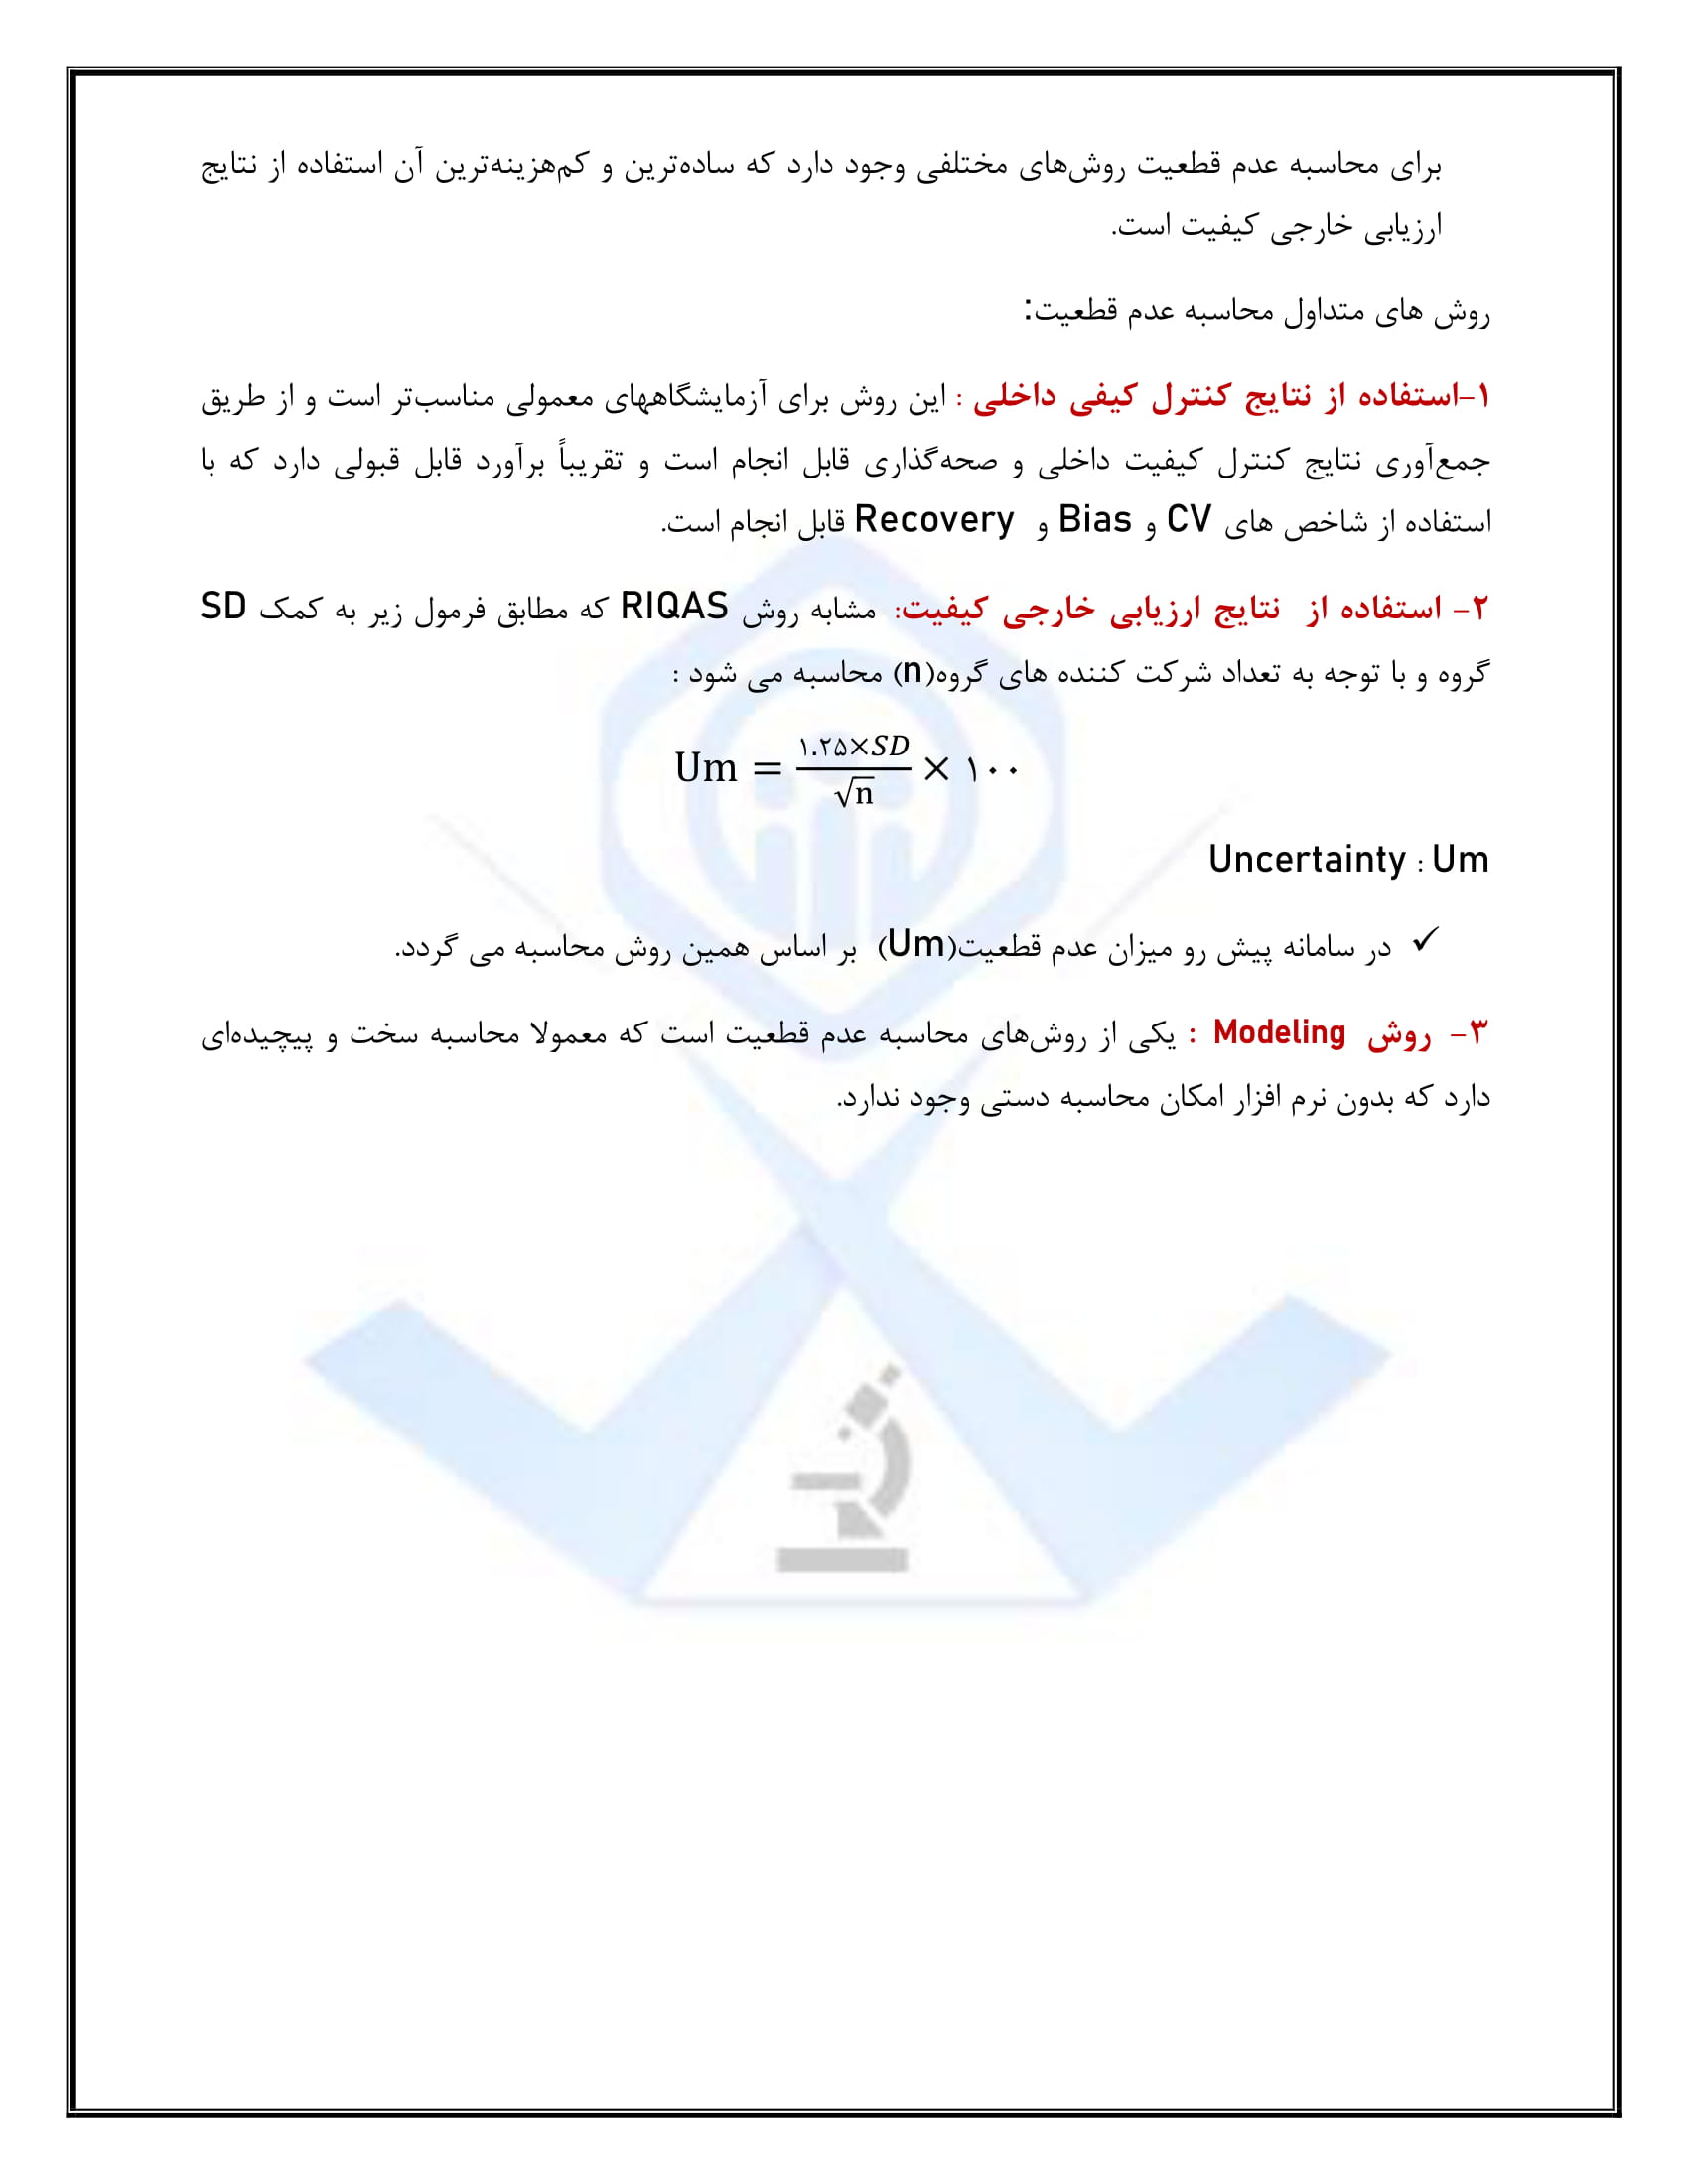 برای محاسبه عدم قطعیت روش‌های مختلفی وجود دارد که ساده‌ترین و کم‌هزینه‌ترین آن استفاده از نتایج
ارزیابی خارجی کیفیت است.
روش های متداول محاسبه عدم قطعیت:
۱-استفاده از نتایج کنترل کیفی داخلی : این روش برای آزمایشگاههای معمولی مناسب‌تر است و از طریق
جمع‌آوری نتایج کنترل کیفیت داخلی و صحه‌گذاری قابل انجام است و تقریباً برآورد قابل قبولی دارد که با
استفاده از شاخص های CV و Bias و Recovery قابل انجام است.
۲- استفاده از نتایج ارزیابی خارجی کیفیت: مشابه روش RIQAS که مطابق فرمول زیر به کمک SD
گروه و با توجه به تعداد شرکت کننده های گروه(n) محاسبه می شود :
Um = ۱.۲۵×SD / √n × ۱۰۰
Uncertainty : Um
✓ در سامانه پیش رو میزان عدم قطعیت(Um) بر اساس همین روش محاسبه می گردد.
۳- روش Modeling : یکی از روش‌های محاسبه عدم قطعیت است که معمولا محاسبه سخت و پیچیده‌ای
دارد که بدون نرم افزار امکان محاسبه دستی وجود ندارد.